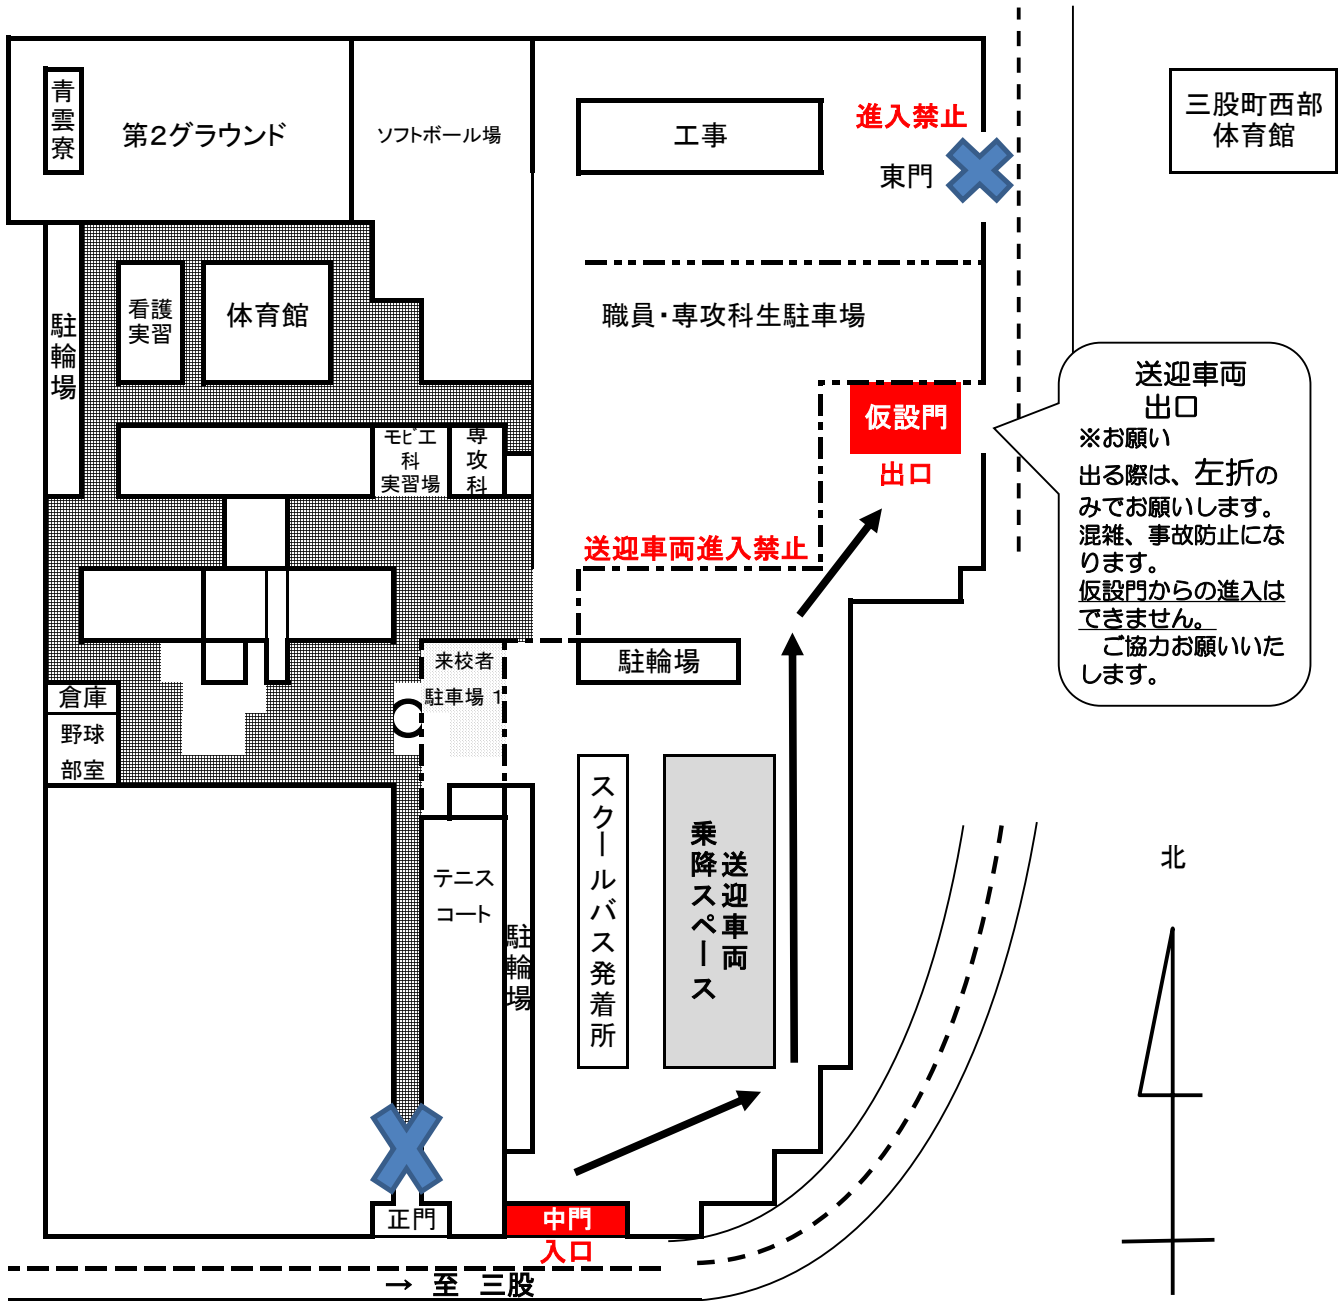 青雲寮
第2グラウンド
ソフトボール場
工事
進入禁止
東門
三股町西部
体育館
駐輪場
看護
実習
体育館
職員・専攻科生駐車場
仮設門
出口
送迎車両
出口
※お願い
出る際は、左折の
みでお願いします。
混雑、事故防止にな
ります。
仮設門からの進入は
できません。
ご協力お願いいた
します。
モビエ
科
実習場
専攻科
送迎車両進入禁止
来校者
駐車場 1
駐輪場
倉庫
野球
部室
スクールバス発着所
送迎車両
乗降スペース
テニス
コート
駐輪場
北
正門
中門
入口
→ 至 三股